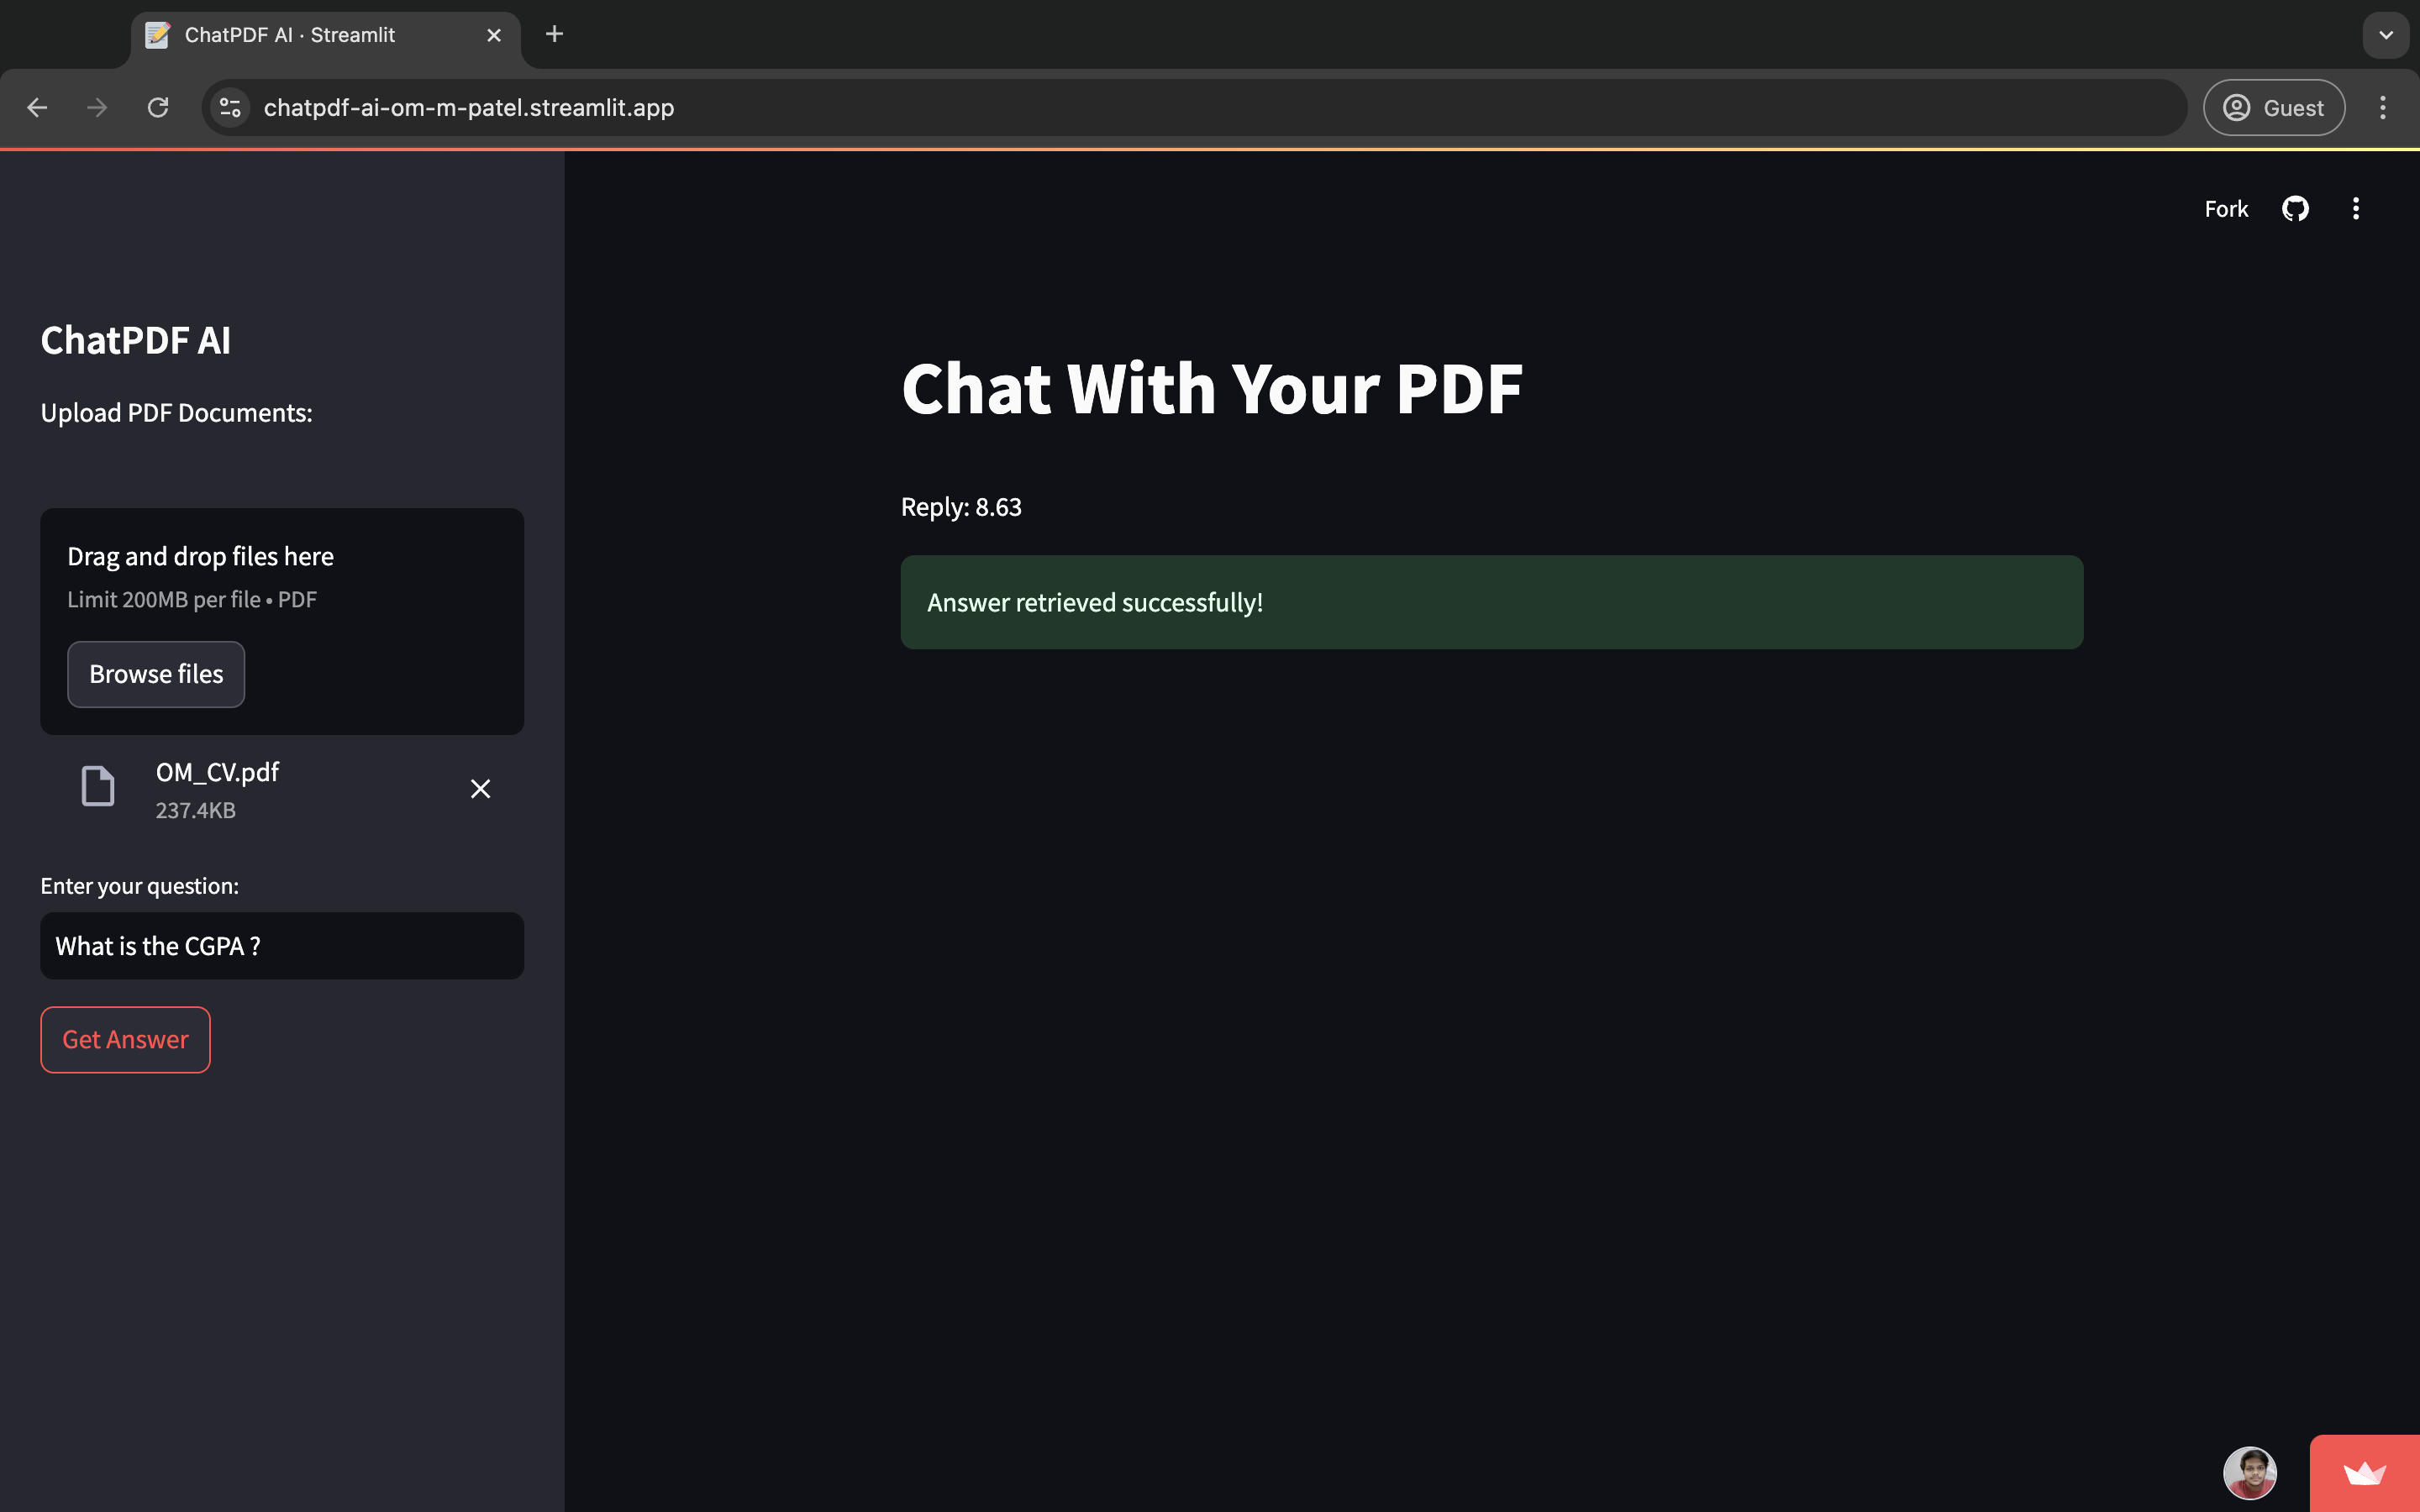 ChatPDF AI · Streamlit
chatpdf-ai-om-m-patel.streamlit.app
Guest
Fork
ChatPDF AI
Upload PDF Documents:
Drag and drop files here
Limit 200MB per file • PDF
Browse files
OM_CV.pdf
237.4KB
Enter your question:
What is the CGPA ?
Get Answer
Chat With Your PDF
Reply: 8.63
Answer retrieved successfully!